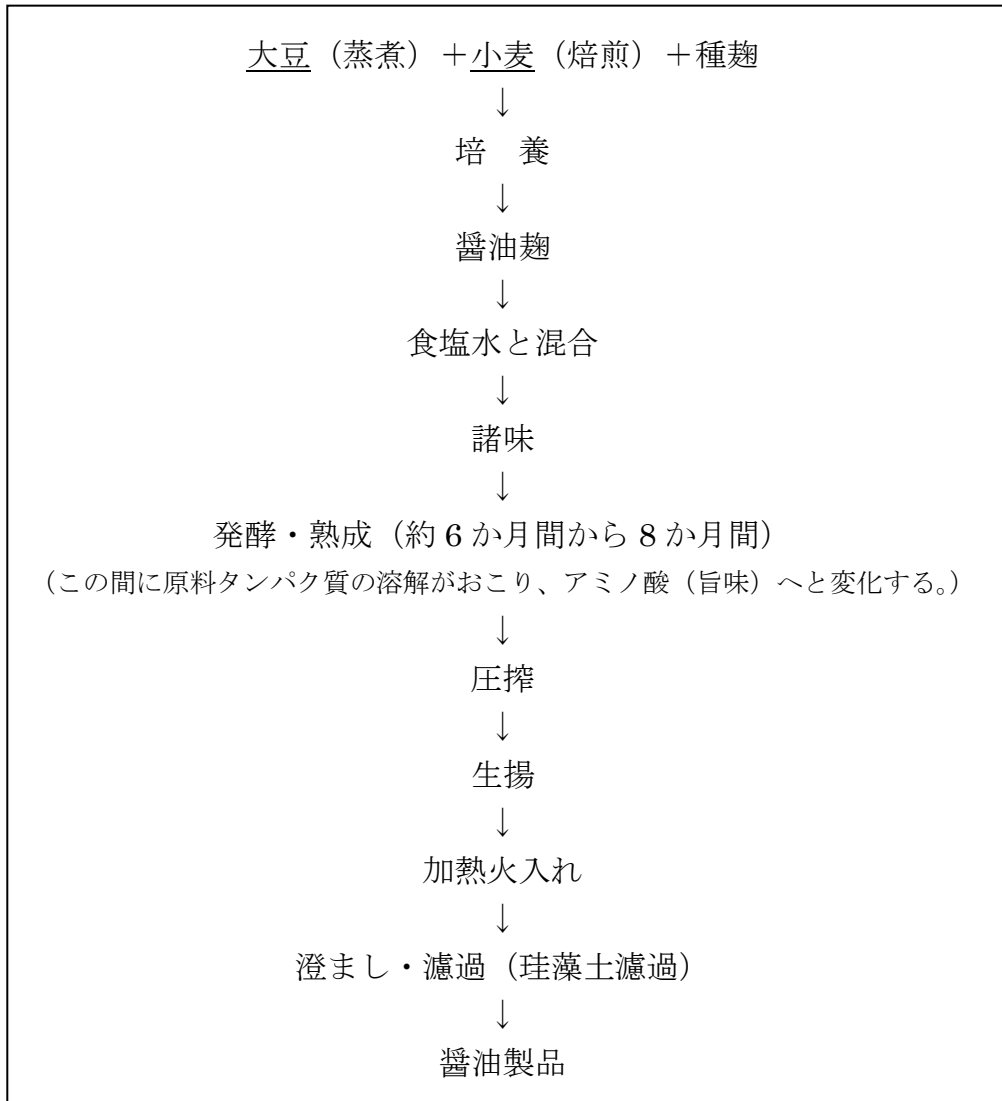 大豆（蒸煮）＋小麦（焙煎）＋種麹
↓
培　養
↓
醤油麹
↓
食塩水と混合
↓
諸味
↓
発酵・熟成（約 6 か月間から 8 か月間）
（この間に原料タンパク質の溶解がおこり、アミノ酸（旨味）へと変化する。）
↓
圧搾
↓
生揚
↓
加熱火入れ
↓
澄まし・濾過（珪藻土濾過）
↓
醤油製品